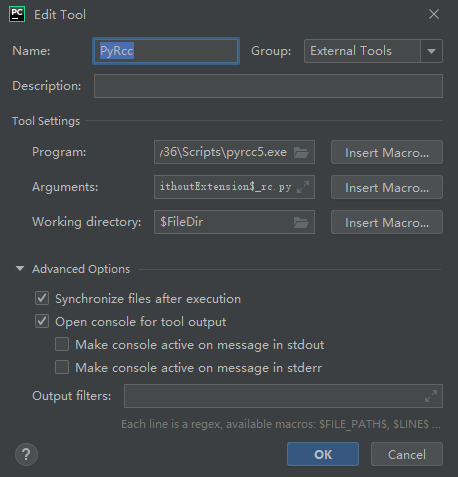 PC Edit Tool
Name: PyRcc Group: External Tools
Description:
Tool Settings
Program: y36\Scripts\pyrcc5.exe Insert Macro...
Arguments: ithoutExtension$_rc.py Insert Macro...
Working directory: $FileDir Insert Macro...
Advanced Options
Synchronize files after execution
Open console for tool output
Make console active on message in stdout
Make console active on message in stderr
Output filters:
Each line is a regex, available macros: $FILE_PATH$, $LINE$ ...
? OK Cancel